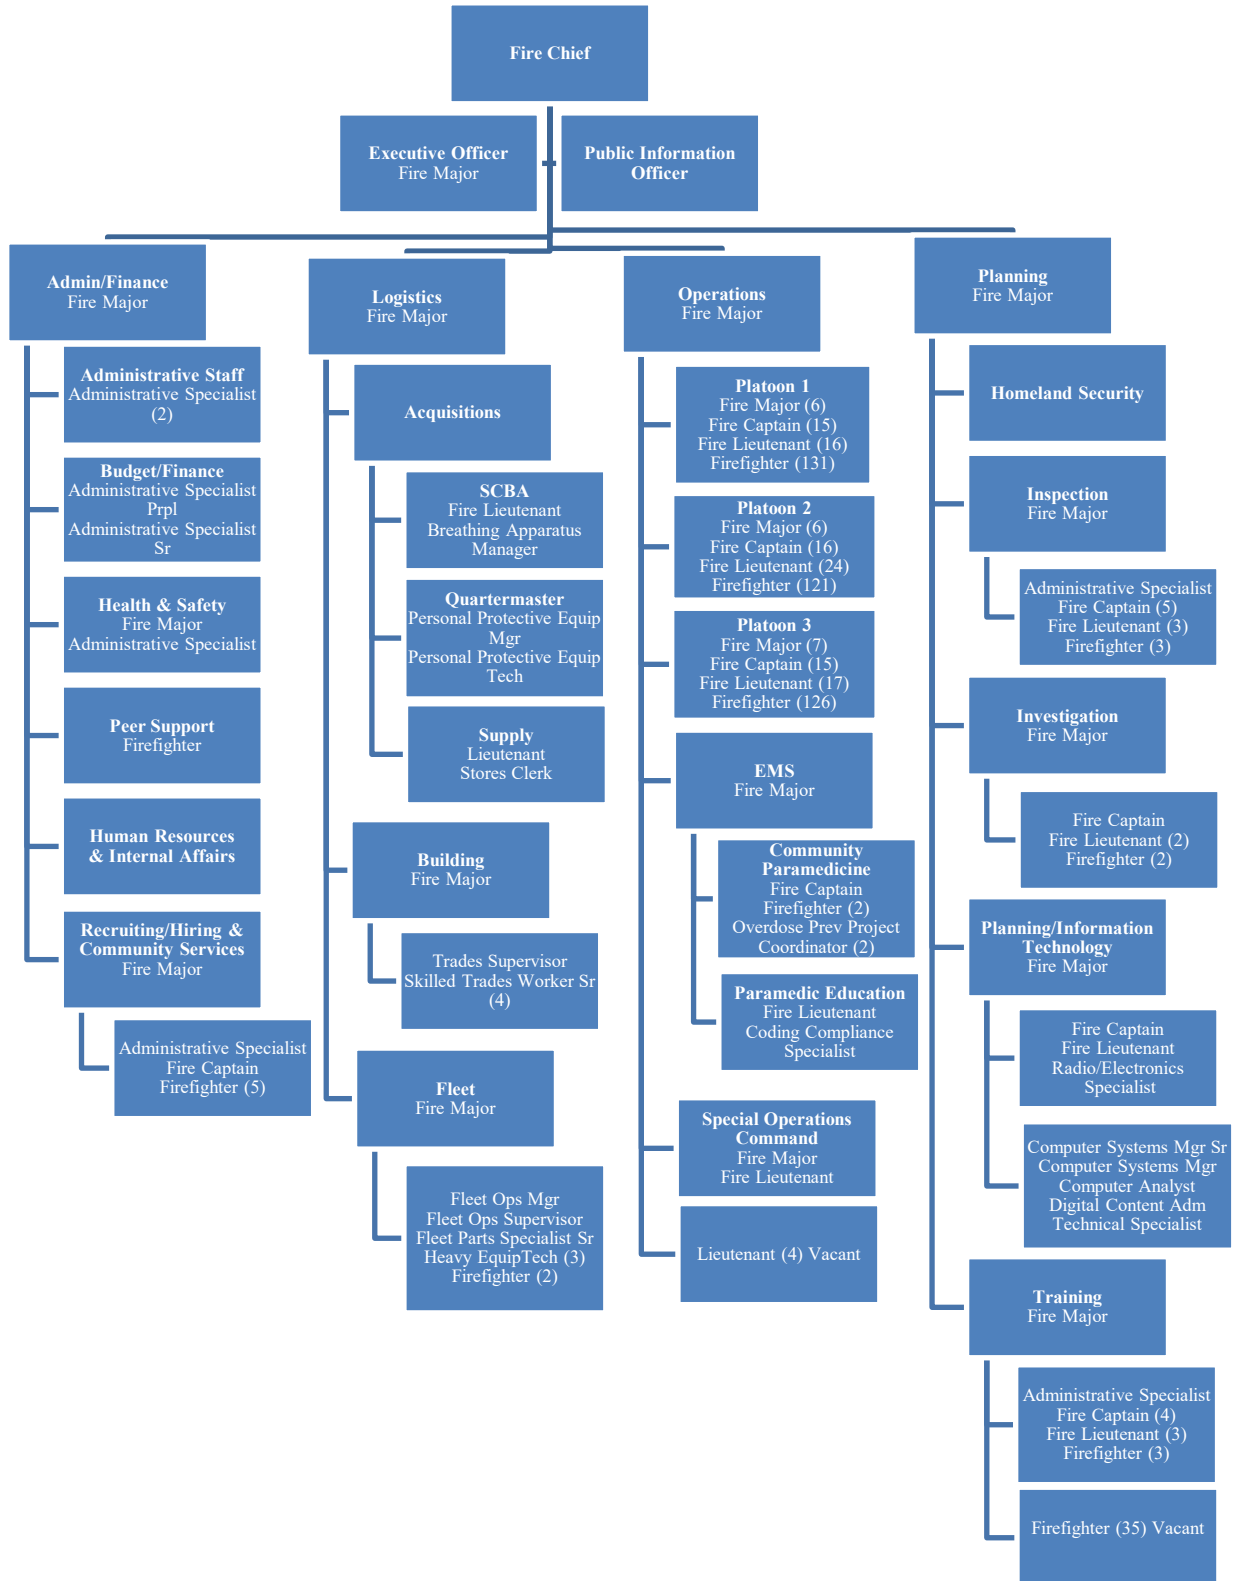 Fire Chief
Executive Officer
Fire Major
Public Information
Officer
Admin/Finance
Fire Major
Administrative Staff
Administrative Specialist
(2)
Budget/Finance
Administrative Specialist
Prpl
Administrative Specialist
Sr
Health & Safety
Fire Major
Administrative Specialist
Peer Support
Firefighter
Human Resources
& Internal Affairs
Recruiting/Hiring &
Community Services
Fire Major
Administrative Specialist
Fire Captain
Firefighter (5)
Logistics
Fire Major
Acquisitions
SCBA
Fire Lieutenant
Breathing Apparatus
Manager
Quartermaster
Personal Protective Equip
Mgr
Personal Protective Equip
Tech
Supply
Lieutenant
Stores Clerk
Building
Fire Major
Trades Supervisor
Skilled Trades Worker Sr
(4)
Fleet
Fire Major
Fleet Ops Mgr
Fleet Ops Supervisor
Fleet Parts Specialist Sr
Heavy EquipTech (3)
Firefighter (2)
Operations
Fire Major
Platoon 1
Fire Major (6)
Fire Captain (15)
Fire Lieutenant (16)
Firefighter (131)
Platoon 2
Fire Major (6)
Fire Captain (16)
Fire Lieutenant (24)
Firefighter (121)
Platoon 3
Fire Major (7)
Fire Captain (15)
Fire Lieutenant (17)
Firefighter (126)
EMS
Fire Major
Community
Paramedicine
Fire Captain
Firefighter (2)
Overdose Prev Project
Coordinator (2)
Paramedic Education
Fire Lieutenant
Coding Compliance
Specialist
Special Operations
Command
Fire Major
Fire Lieutenant
Lieutenant (4) Vacant
Planning
Fire Major
Homeland Security
Inspection
Fire Major
Administrative Specialist
Fire Captain (5)
Fire Lieutenant (3)
Firefighter (3)
Investigation
Fire Major
Fire Captain
Fire Lieutenant (2)
Firefighter (2)
Planning/Information
Technology
Fire Major
Fire Captain
Fire Lieutenant
Radio/Electronics
Specialist
Computer Systems Mgr Sr
Computer Systems Mgr
Computer Analyst
Digital Content Adm
Technical Specialist
Training
Fire Major
Administrative Specialist
Fire Captain (4)
Fire Lieutenant (3)
Firefighter (3)
Firefighter (35) Vacant